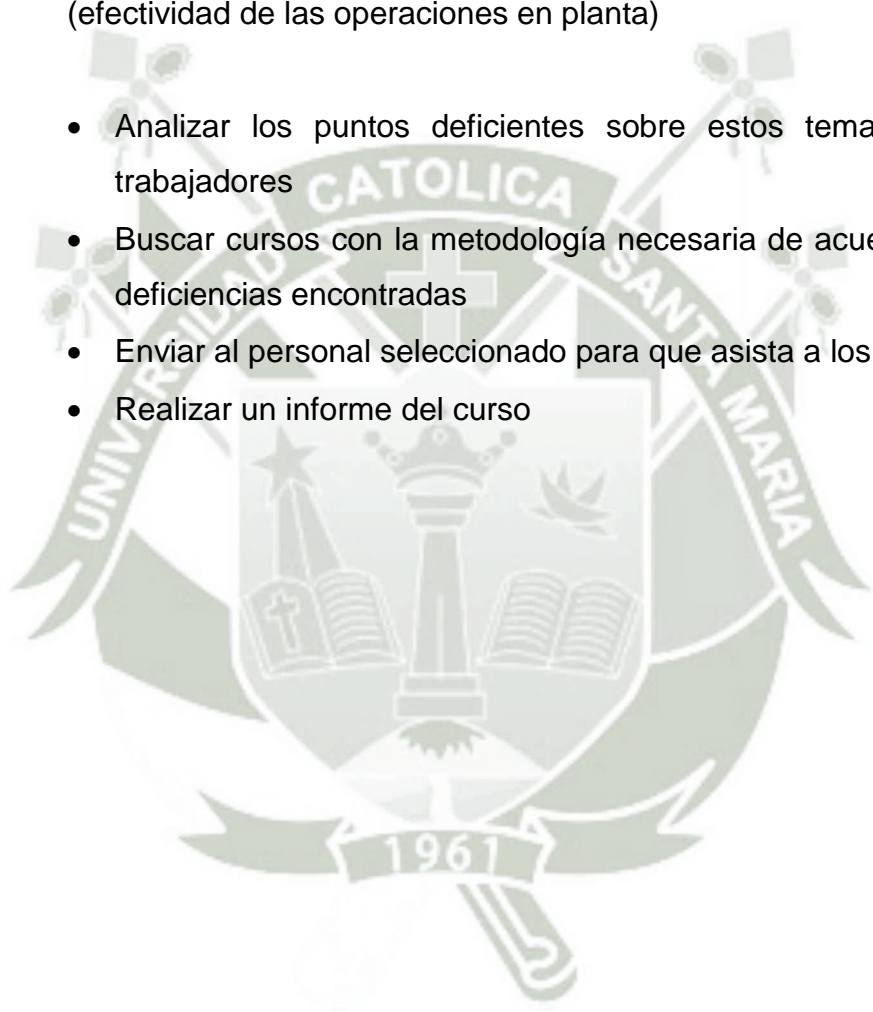 (efectividad de las operaciones en planta)
• Analizar los puntos deficientes sobre estos tema
trabajadores
• Buscar cursos con la metodología necesaria de acue
deficiencias encontradas
• Enviar al personal seleccionado para que asista a los
• Realizar un informe del curso
UNIVERSIDAD CATOLICA SANTA MARIA
1961